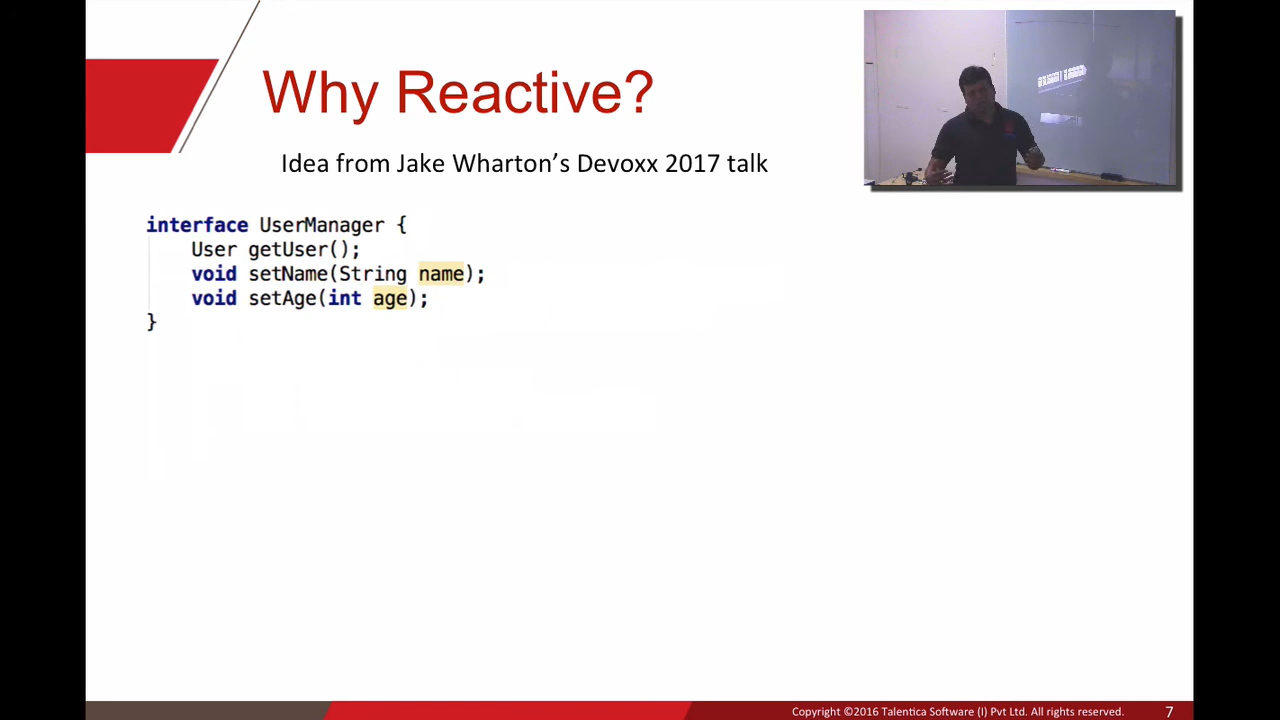 Why Reactive?
Idea from Jake Wharton’s Devoxx 2017 talk
interface UserManager {
    User getUser();
    void setName(String name);
    void setAge(int age);
}
Copyright ©2016 Talentica Software (I) Pvt Ltd. All rights reserved.
7